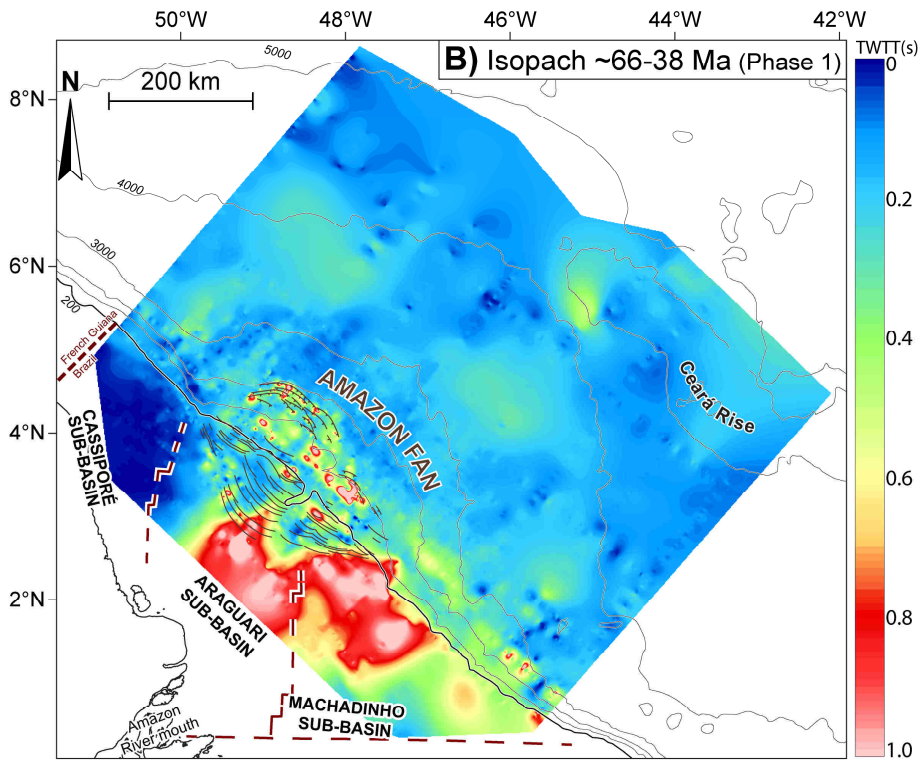 50°W 48°W 46°W 44°W 42°W
B) Isopach ~66-38 Ma (Phase 1)
TWTT(s)
5000
N
200 km
0
8°N
4000
0.2
3000
6°N
200
French Guiana
Brazil
0.4
AMAZON FAN
Ceará Rise
4°N
CASSIPORÉ
SUB-BASIN
0.6
2°N
ARAGUARI
SUB-BASIN
0.8
MACHADINHO
SUB-BASIN
Amazon
River mouth
1.0